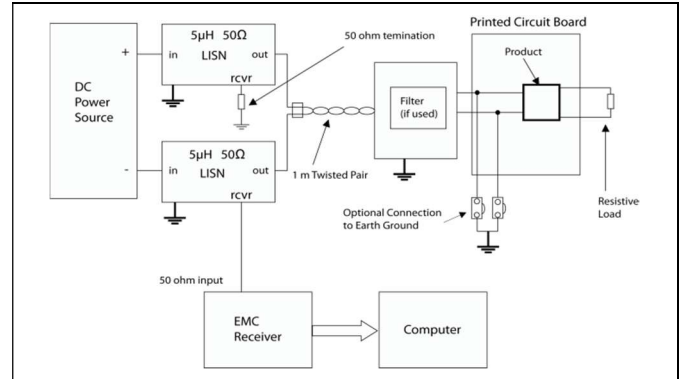 Printed Circuit Board
5µH 50Ω
LISN
in
out
rcvr
+
50 ohm temination
Product
DC
Power
Source
Filter
(if used)
-
5µH 50Ω
LISN
in
out
rcvr
1 m Twisted Pair
Optional Connection
to Earth Ground
Resistive
Load
50 ohm input
EMC
Receiver
Computer